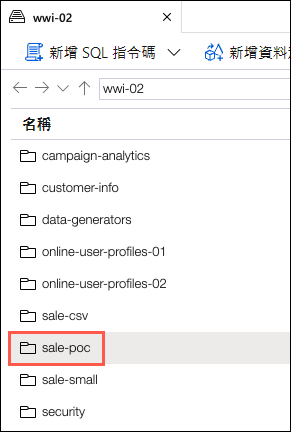 wwi-02
新增 SQL 指令碼
新增資料
wwi-02
名稱
campaign-analytics
customer-info
data-generators
online-user-profiles-01
online-user-profiles-02
sale-csv
sale-poc
sale-small
security